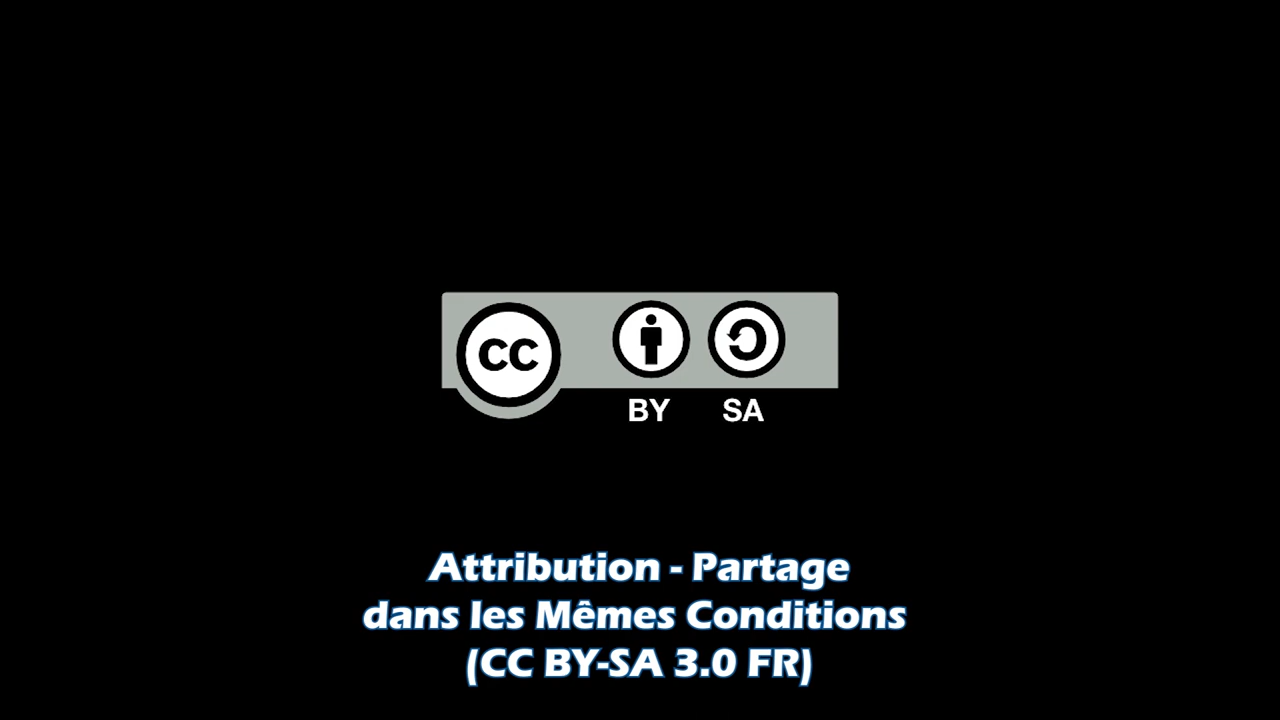 CC
BY SA
Attribution - Partage
dans les Mêmes Conditions
(CC BY-SA 3.0 FR)